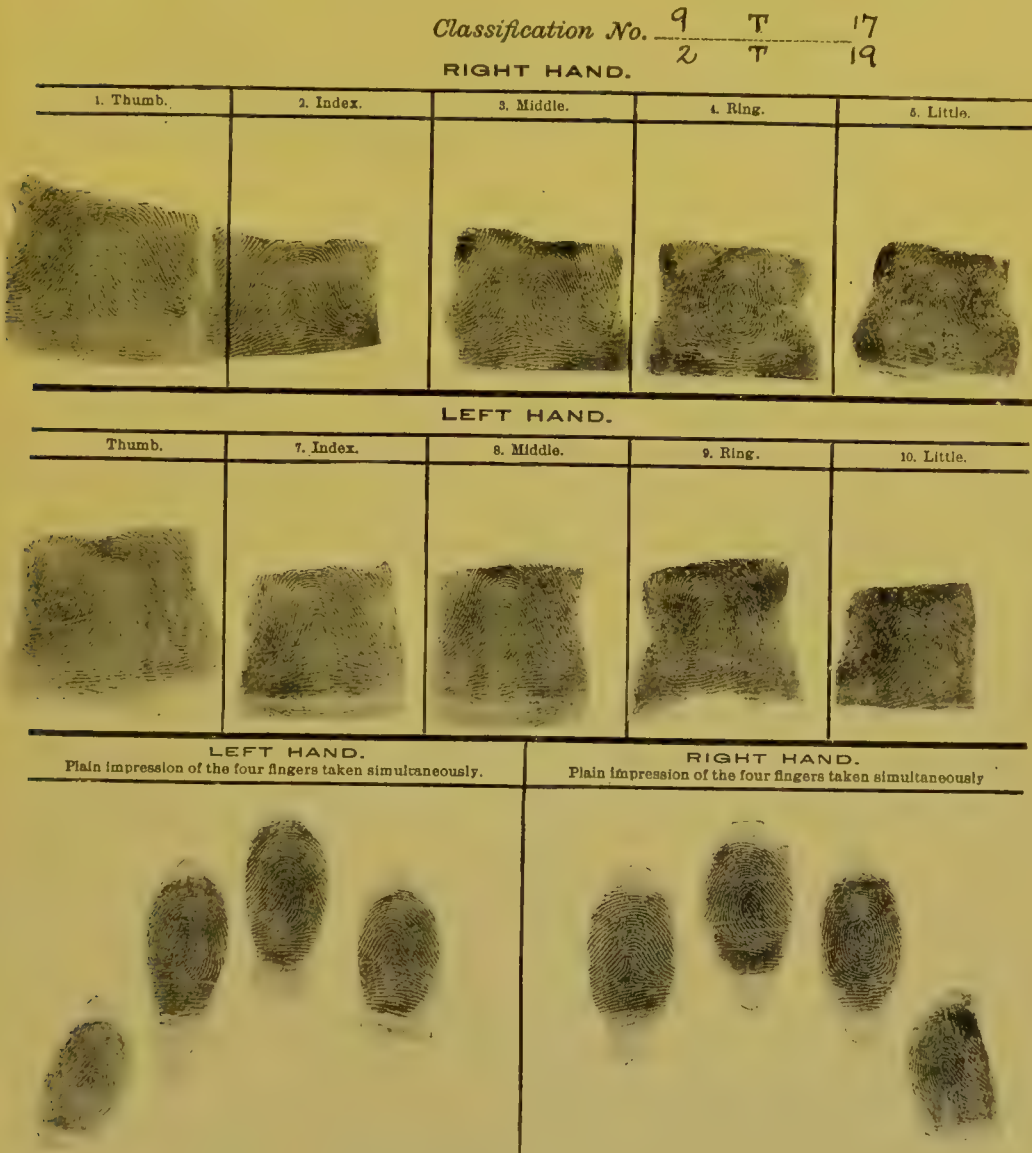 Classification No. 9 T 17
2 T 19
RIGHT HAND.
1. Thumb. 2. Index. 3. Middle. 4. Ring. 5. Little.
LEFT HAND.
Thumb. 7. Index. 8. Middle. 9. Ring. 10. Little.
LEFT HAND.
Plain impression of the four fingers taken simultaneously.
RIGHT HAND.
Plain impression of the four fingers taken simultaneously